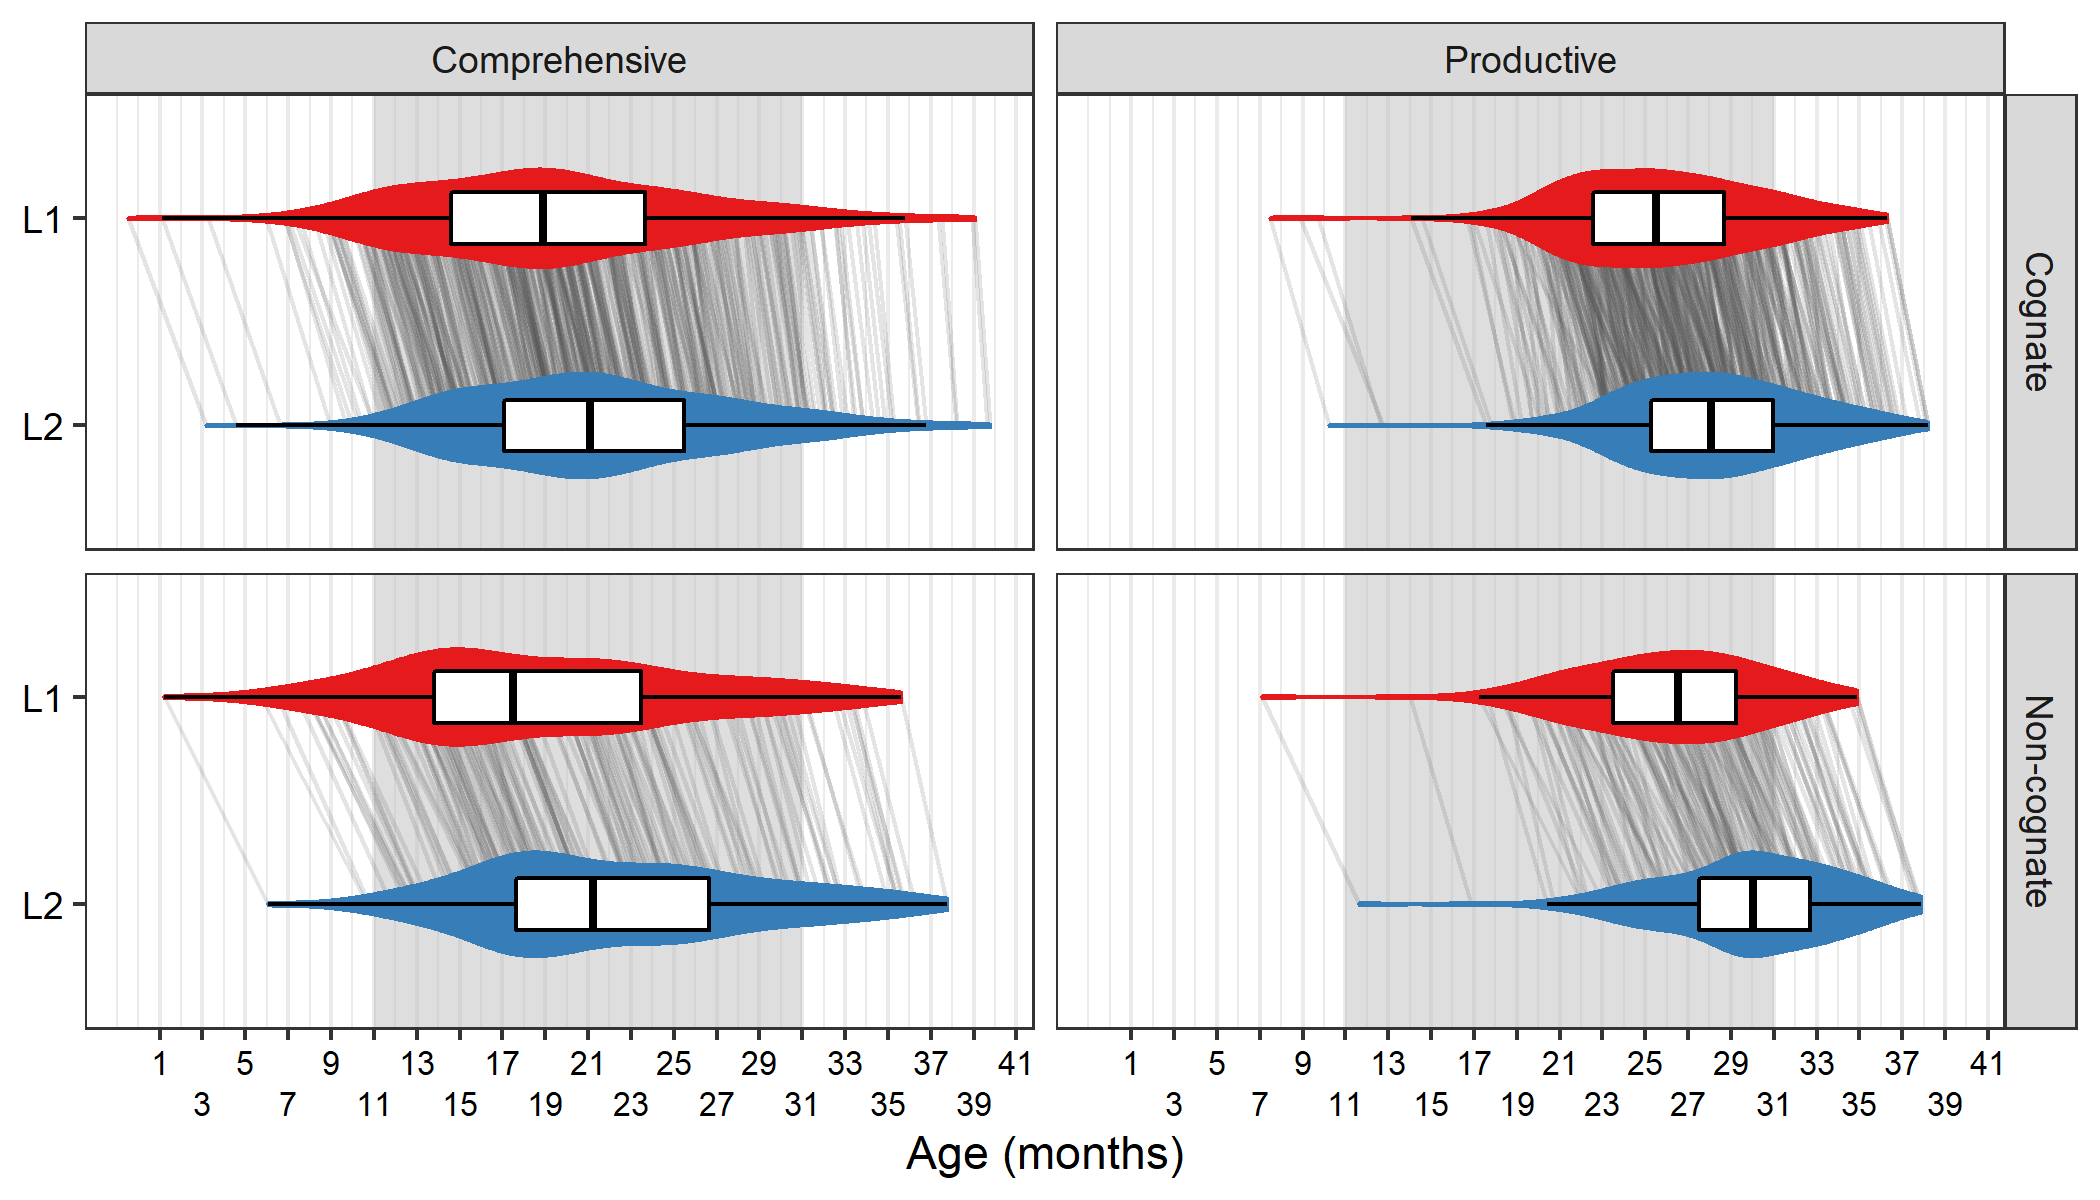 Comprehensive
Productive
L1
L2
Cognate
L1
L2
Non-cognate
1 5 9 13 17 21 25 29 33 37 41
3 7 11 15 19 23 27 31 35 39
1 5 9 13 17 21 25 29 33 37 41
3 7 11 15 19 23 27 31 35 39
Age (months)